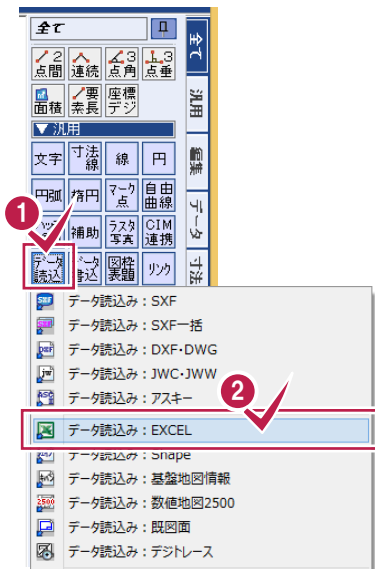 全て
2点間 連続 3点角 3点垂
面積 要素長 座標デジ
▼ 汎用
文字 寸法線 線 円
円弧 楕円 マーク点 自由曲線
補助 ラスタ写真 CIM連携
データ読込 データ書込 図枠表題 リンク
全て
汎用
編集
データ
寸法
1
データ読込み：SXF
データ読込み：SXF一括
データ読込み：DXF・DWG
データ読込み：JWC・JWW
データ読込み：アスキー
2
データ読込み：EXCEL
データ読込み：Shape
データ読込み：基盤地図情報
データ読込み：数値地図2500
データ読込み：既図面
データ読込み：デジトレース